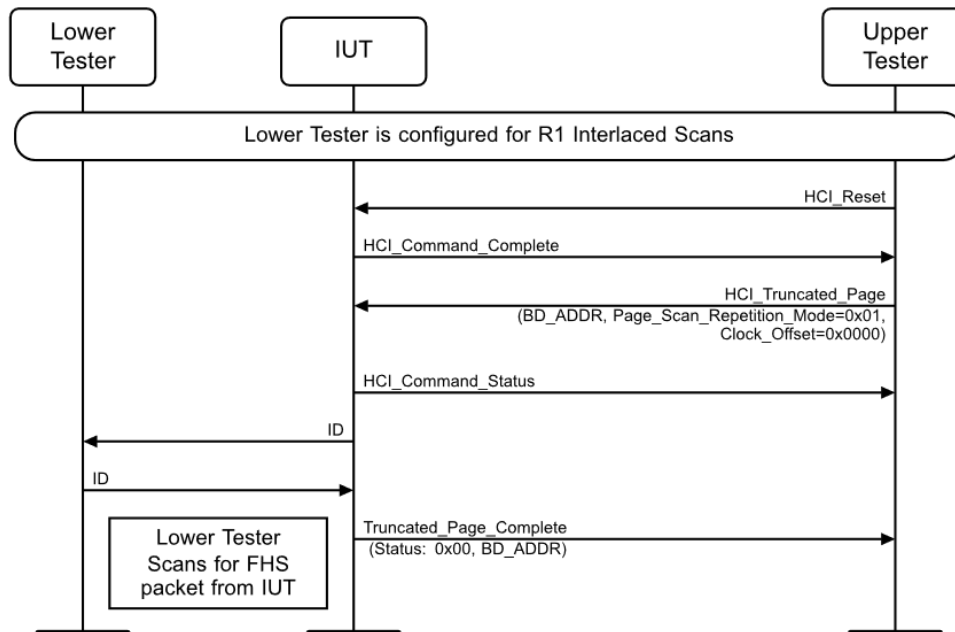 Lower
Tester
IUT
Upper
Tester
Lower Tester is configured for R1 Interlaced Scans
HCI_Reset
HCI_Command_Complete
HCI_Truncated_Page
(BD_ADDR, Page_Scan_Repetition_Mode=0x01,
Clock_Offset=0x0000)
HCI_Command_Status
ID
ID
Truncated_Page_Complete
(Status: 0x00, BD_ADDR)
Lower Tester
Scans for FHS
packet from IUT